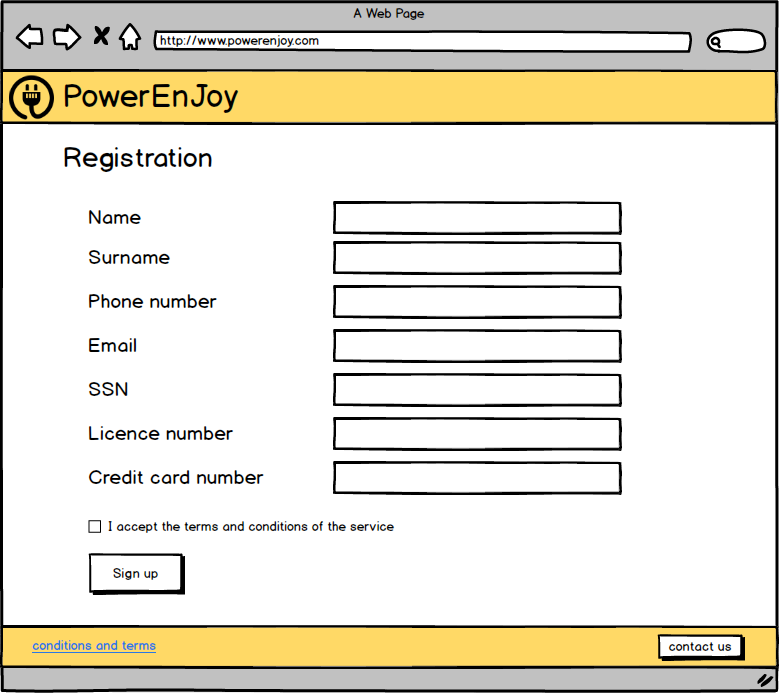 A Web Page
http://www.powerenjoy.com
PowerEnJoy
Registration
Name
Surname
Phone number
Email
SSN
Licence number
Credit card number
I accept the terms and conditions of the service
Sign up
conditions and terms
contact us